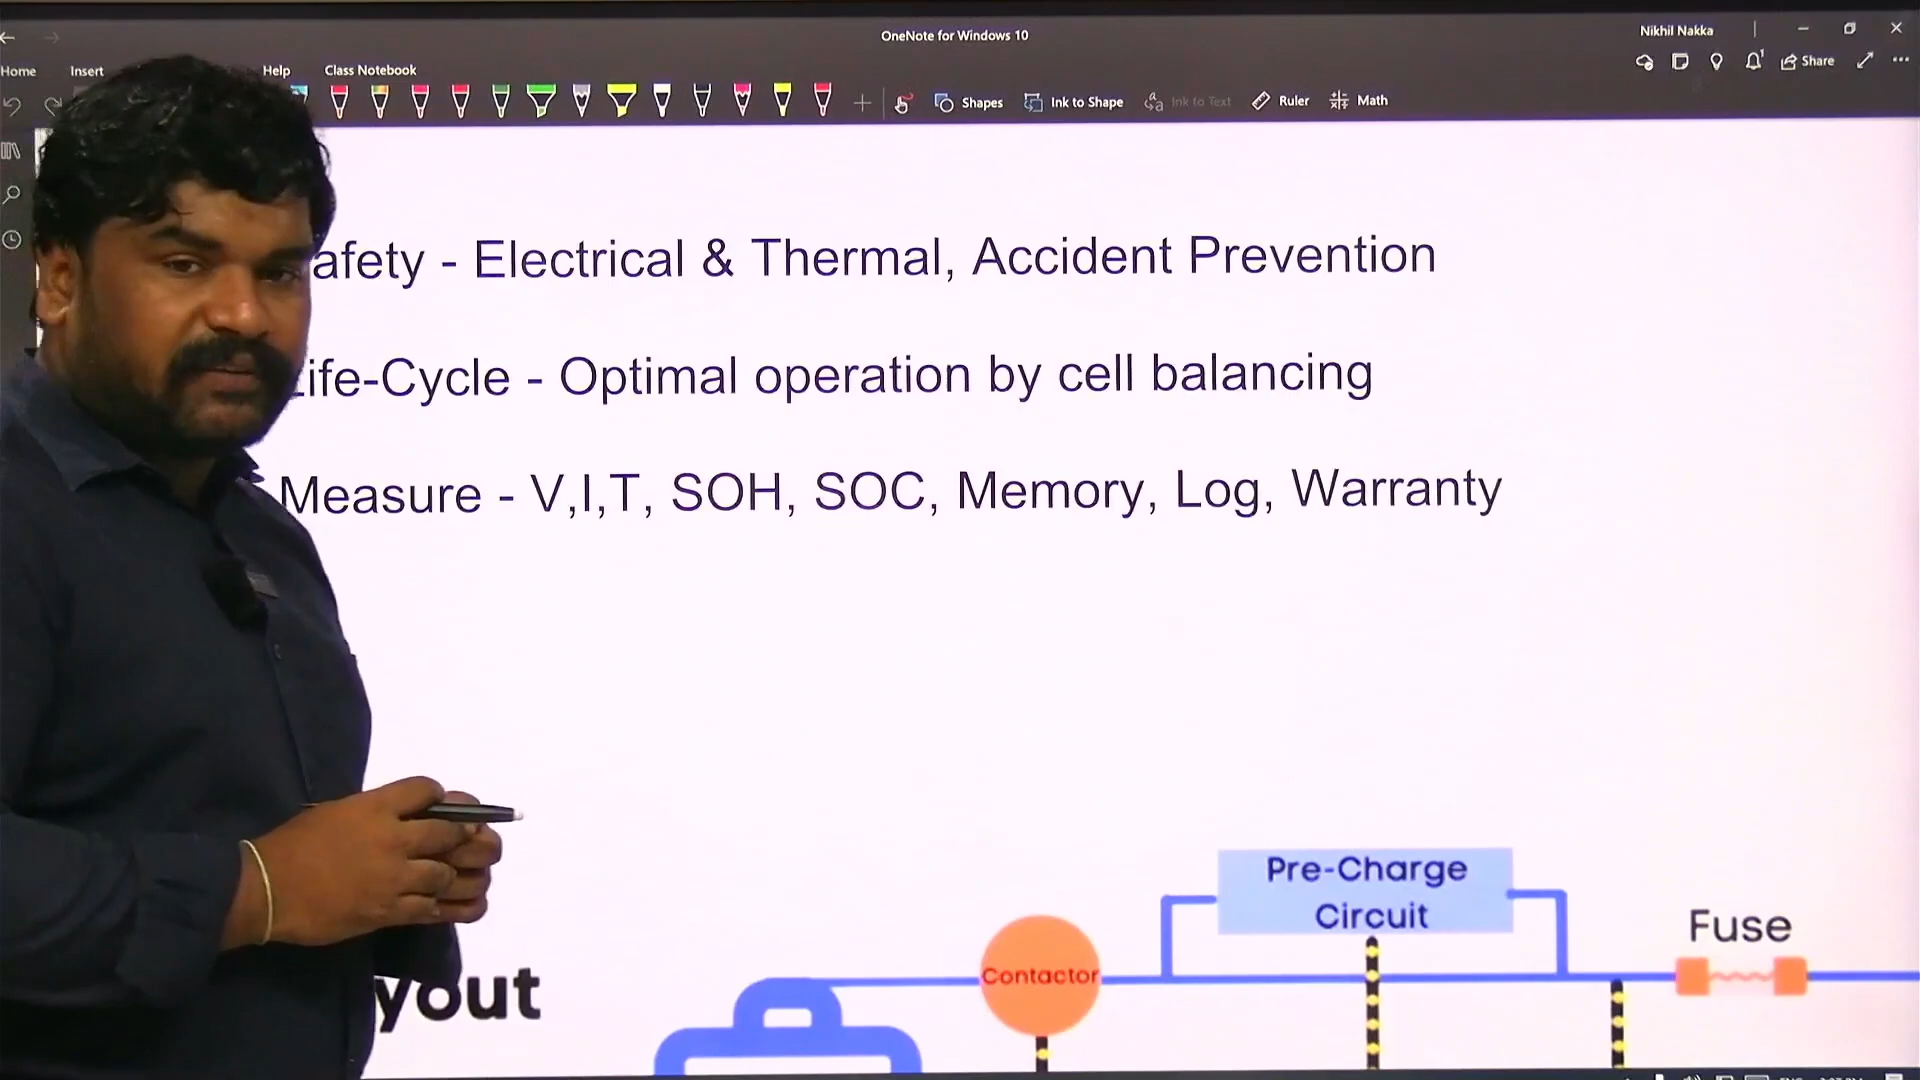 OneNote for Windows 10
Nikhil Nakka
Home Insert Help Class Notebook
Share
Shapes Ink to Shape Ink to Text Ruler Math
afety - Electrical & Thermal, Accident Prevention
Life-Cycle - Optimal operation by cell balancing
Measure - V,I,T, SOH, SOC, Memory, Log, Warranty
Pre-Charge
Circuit
Fuse
Contactor
yout